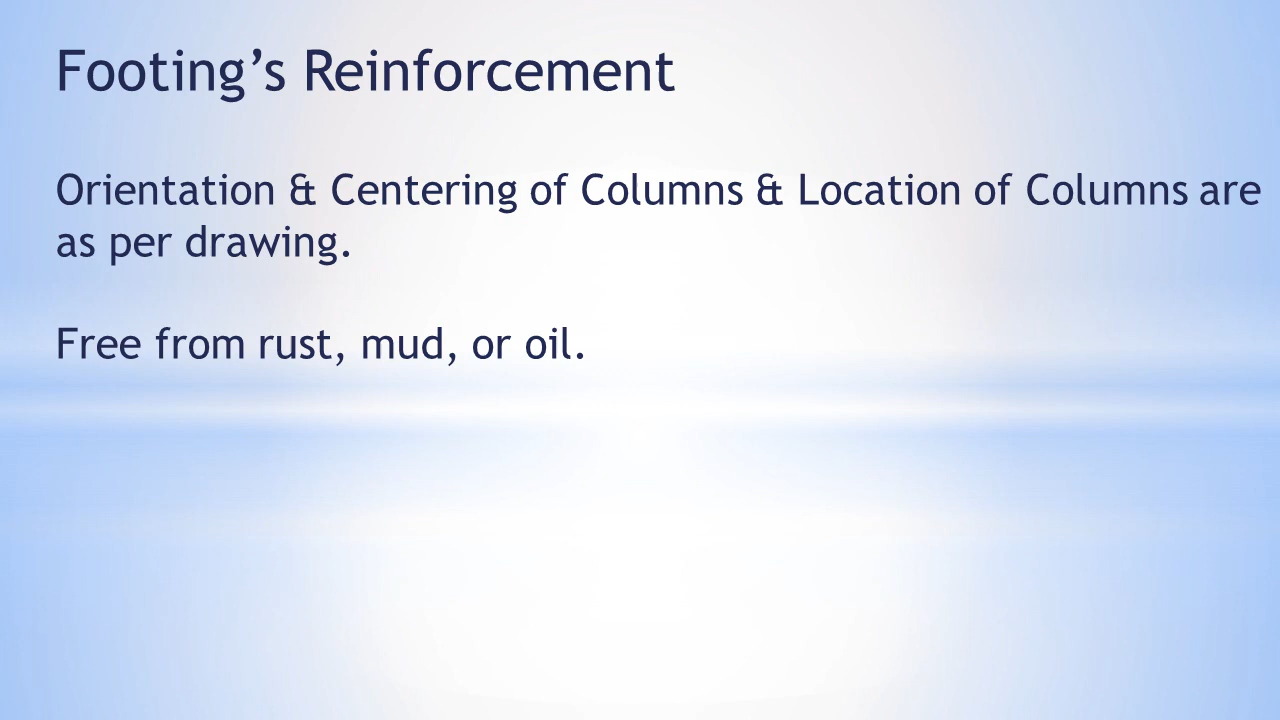 Footing’s Reinforcement
Orientation & Centering of Columns & Location of Columns are
as per drawing.
Free from rust, mud, or oil.